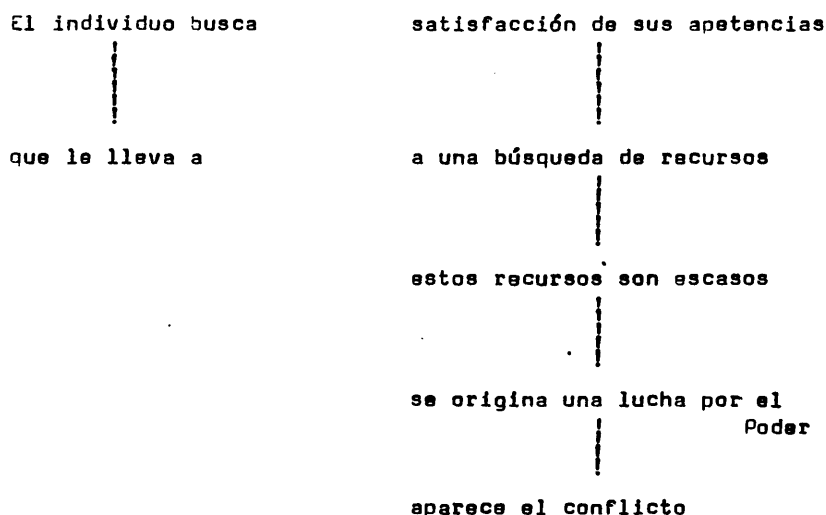 El individuo busca satisfacción de sus apetencias
que le lleva a a una búsqueda de recursos
estos recursos son escasos
se origina una lucha por el
Poder
aparece el conflicto